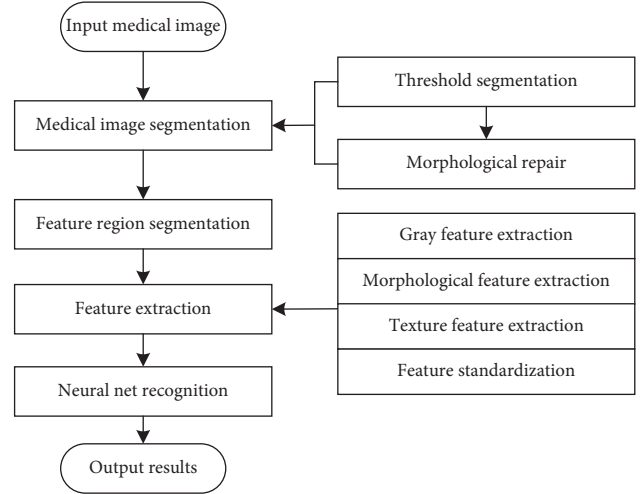 Input medical image
Threshold segmentation
Medical image segmentation
Morphological repair
Feature region segmentation
Gray feature extraction
Morphological feature extraction
Feature extraction
Texture feature extraction
Feature standardization
Neural net recognition
Output results